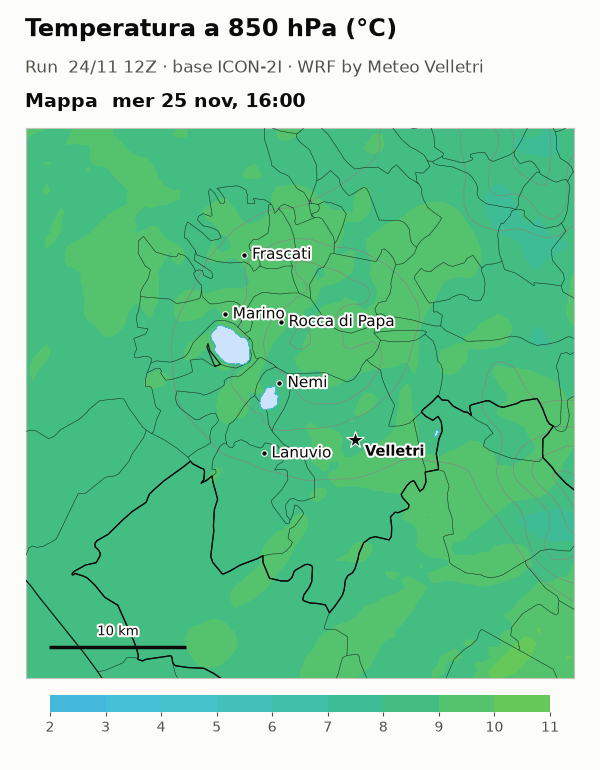 Temperatura a 850 hPa (°C)
Run  24/11 12Z · base ICON-2I · WRF by Meteo Velletri
Mappa  mer 25 nov, 16:00
Frascati
Marino
Rocca di Papa
Nemi
Velletri
Lanuvio
10 km
2 3 4 5 6 7 8 9 10 11